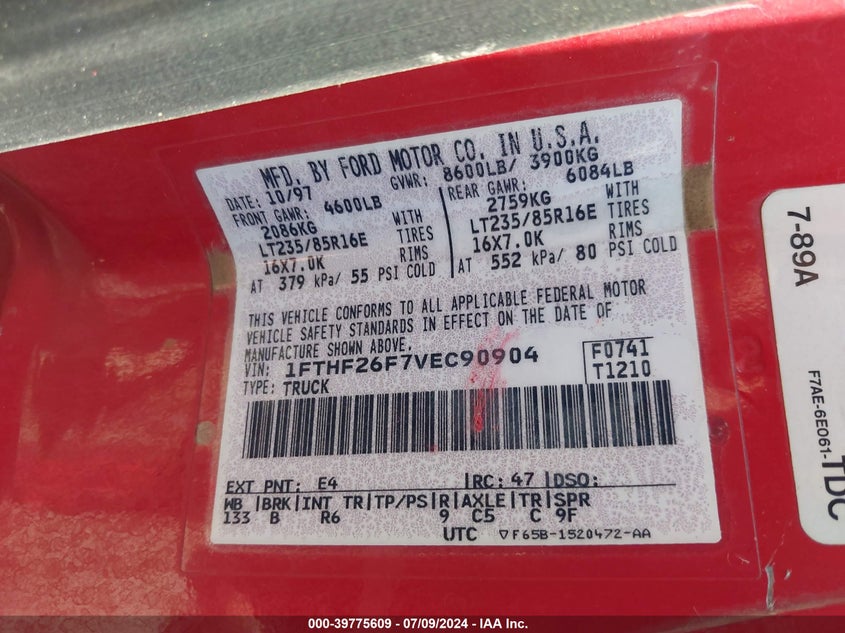 MFD. BY FORD MOTOR CO. IN U.S.A.
DATE: 10/97 GVWR: 8600LB/ 3900KG
FRONT GAWR: 4600LB REAR GAWR: 6084LB
2086KG WITH 2759KG WITH
LT235/85R16E TIRES LT235/85R16E TIRES
16X7.0K RIMS 16X7.0K RIMS
AT 379 kPa/ 55 PSI COLD AT 552 kPa/ 80 PSI COLD
THIS VEHICLE CONFORMS TO ALL APPLICABLE FEDERAL MOTOR
VEHICLE SAFETY STANDARDS IN EFFECT ON THE DATE OF
MANUFACTURE SHOWN ABOVE.
VIN: 1FTHF26F7VEC90904 F0741
TYPE: TRUCK T1210
EXT PNT: E4 RC: 47 DSO:
WB BRK INT TR TP/PS R AXLE TR SPR
133 B R6 9 C5 C 9F
UTC F65B-1520472-AA
7-89A
F7AE-6E061-
TDC
000-39775609 - 07/09/2024 - IAA Inc.